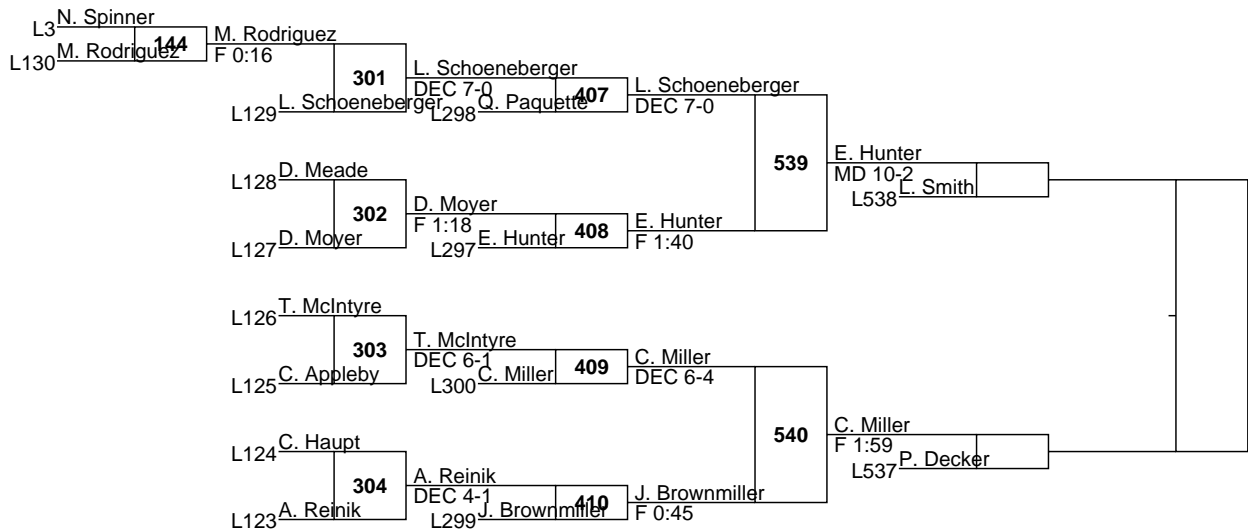 N. Spinner
L3
144
M. Rodriguez
L130
M. Rodriguez
F 0:16
301
L. Schoeneberger
DEC 7-0
L129
L. Schoeneberger
L298
Q. Paquette
407
L. Schoeneberger
DEC 7-0
539
E. Hunter
MD 10-2
L538
L. Smith
L128
D. Meade
302
D. Moyer
F 1:18
L127
D. Moyer
L297
E. Hunter
408
E. Hunter
F 1:40
L126
T. McIntyre
303
T. McIntyre
DEC 6-1
L125
C. Appleby
L300
C. Miller
409
C. Miller
DEC 6-4
540
C. Miller
F 1:59
L537
P. Decker
L124
C. Haupt
304
A. Reinik
DEC 4-1
L123
A. Reinik
L299
J. Brownmiller
410
J. Brownmiller
F 0:45